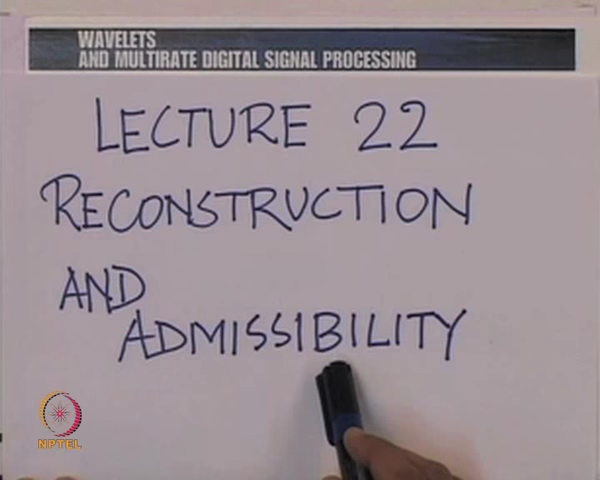 WAVELETS
AND MULTIRATE DIGITAL SIGNAL PROCESSING
LECTURE 22
RECONSTRUCTION
AND
ADMISSIBILITY
NPTEL